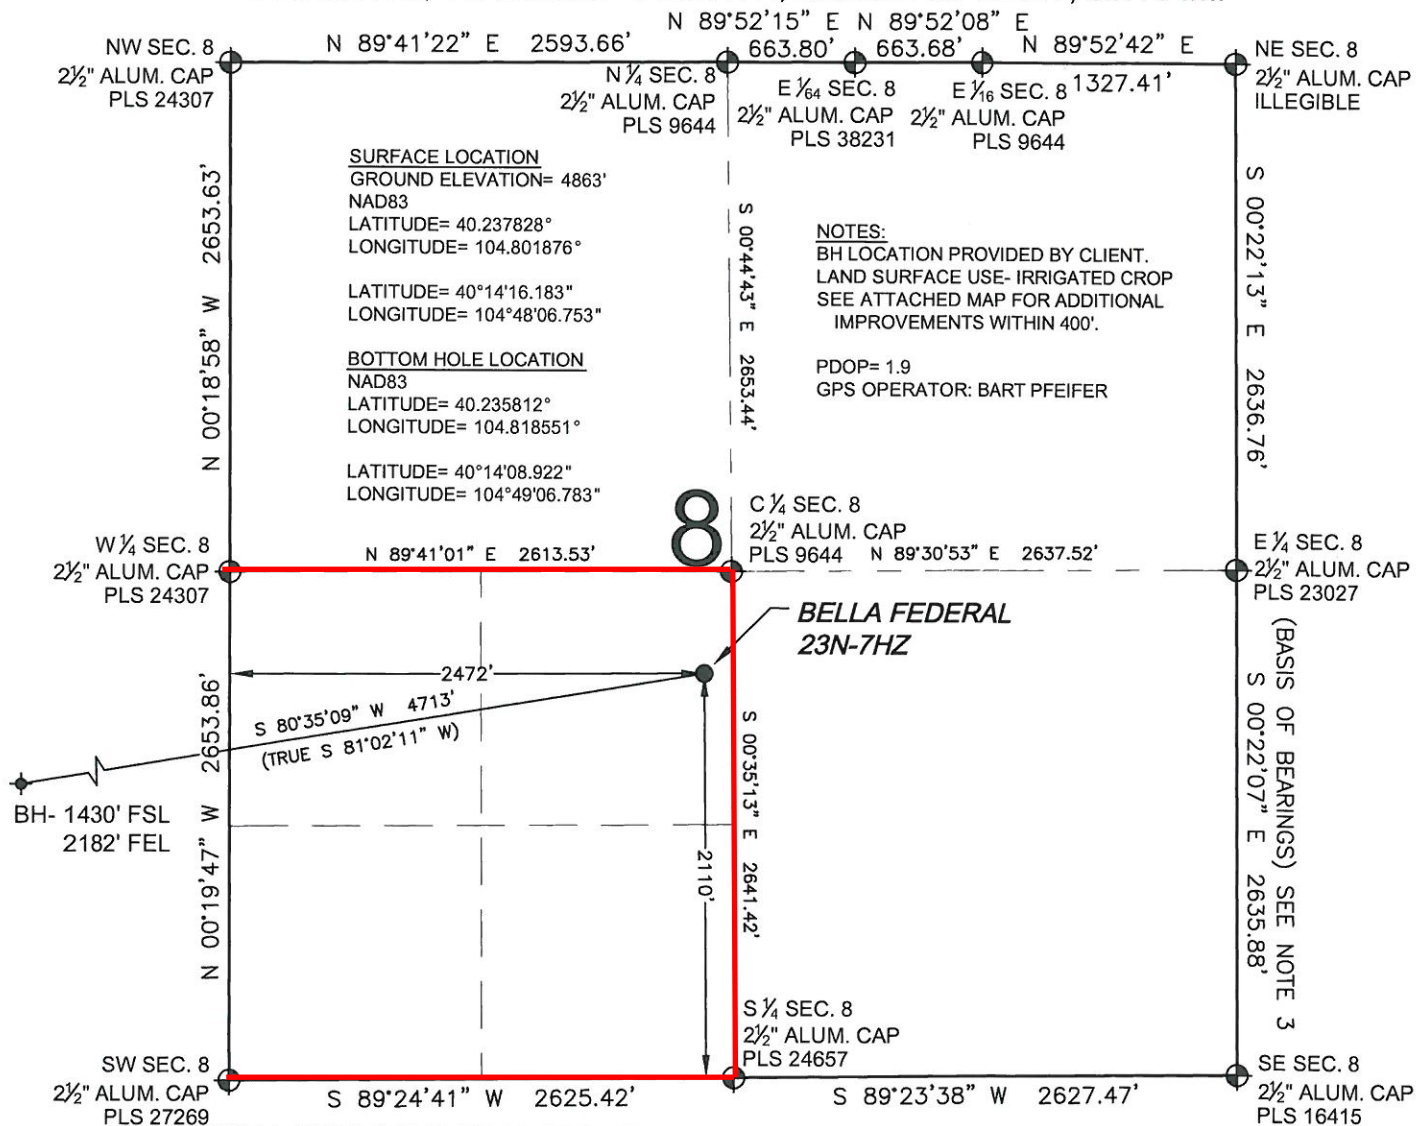 N 89°52'15" E N 89°52'08" E
N 89°41'22" E 2593.66'
663.80' 663.68'
N 89°52'42" E
1327.41'
NW SEC. 8
2½" ALUM. CAP
PLS 24307
N ¼ SEC. 8
2½" ALUM. CAP
PLS 9644
E ¹⁄₆₄ SEC. 8
2½" ALUM. CAP
PLS 38231
E ¹⁄₁₆ SEC. 8
2½" ALUM. CAP
PLS 9644
NE SEC. 8
2½" ALUM. CAP
ILLEGIBLE
SURFACE LOCATION
GROUND ELEVATION= 4863'
NAD83
LATITUDE= 40.237828°
LONGITUDE= 104.801876°
LATITUDE= 40°14'16.183"
LONGITUDE= 104°48'06.753"
BOTTOM HOLE LOCATION
NAD83
LATITUDE= 40.235812°
LONGITUDE= 104.818551°
LATITUDE= 40°14'08.922"
LONGITUDE= 104°49'06.783"
NOTES:
BH LOCATION PROVIDED BY CLIENT.
LAND SURFACE USE- IRRIGATED CROP
SEE ATTACHED MAP FOR ADDITIONAL
IMPROVEMENTS WITHIN 400'.
PDOP= 1.9
GPS OPERATOR: BART PFEIFER
N 00°18'58" W 2653.63'
S 00°44'43" E 2653.44'
S 00°22'13" E 2636.76'
8
W ¼ SEC. 8
2½" ALUM. CAP
PLS 24307
N 89°41'01" E 2613.53'
C ¼ SEC. 8
2½" ALUM. CAP
PLS 9644
N 89°30'53" E 2637.52'
E ¼ SEC. 8
2½" ALUM. CAP
PLS 23027
BELLA FEDERAL
23N-7HZ
2472'
S 80°35'09" W 4713'
(TRUE S 81°02'11" W)
BH- 1430' FSL
2182' FEL
N 00°19'47" W 2653.86'
2110'
S 00°35'13" E 2641.42'
S 00°22'07" E 2635.88'
(BASIS OF BEARINGS) SEE NOTE 3
SW SEC. 8
2½" ALUM. CAP
PLS 27269
S 89°24'41" W 2625.42'
S ¼ SEC. 8
2½" ALUM. CAP
PLS 24657
S 89°23'38" W 2627.47'
SE SEC. 8
2½" ALUM. CAP
PLS 16415